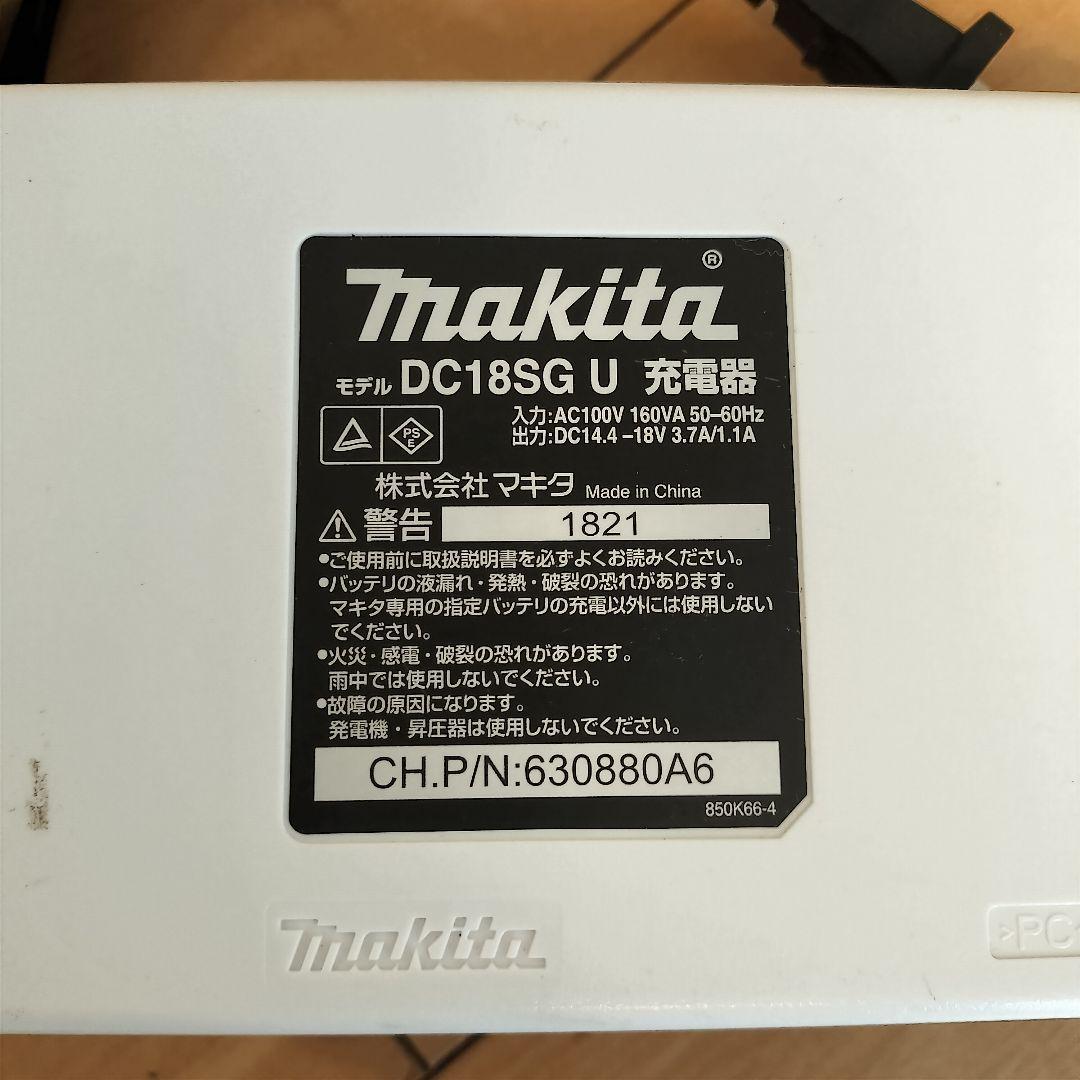 makita®
モデル DC18SG U 充電器
入力:AC100V 160VA 50–60Hz
出力:DC14.4 –18V 3.7A/1.1A
PS
E
株式会社マキタ Made in China
警告 1821
•ご使用前に取扱説明書を必ずよくお読みください。
•バッテリの液漏れ・発熱・破裂の恐れがあります。
マキタ専用の指定バッテリの充電以外には使用しない
でください。
•火災・感電・破裂の恐れがあります。
雨中では使用しないでください。
•故障の原因になります。
発電機・昇圧器は使用しないでください。
CH.P/N:630880A6
850K66-4
makita
>PC